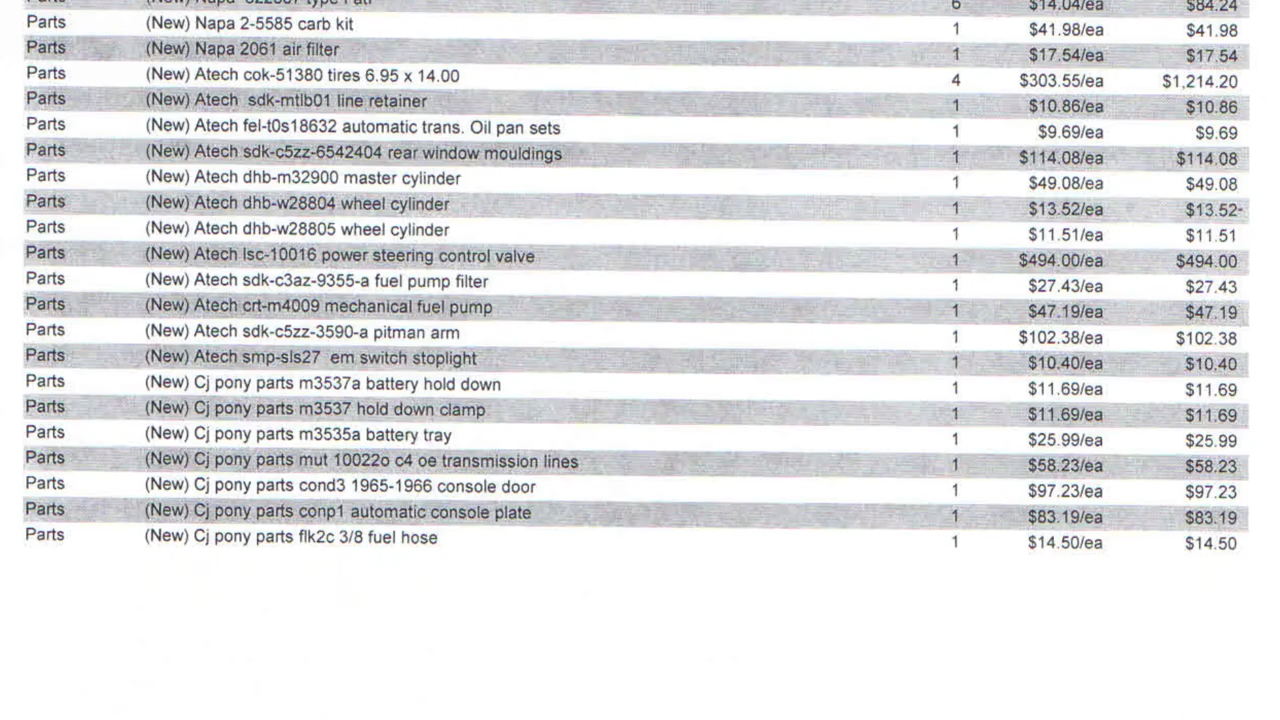 Parts (New) Napa 6 $14.04/ea $84.24
Parts (New) Napa 2-5585 carb kit 1 $41.98/ea $41.98
Parts (New) Napa 2061 air filter 1 $17.54/ea $17.54
Parts (New) Atech cok-51380 tires 6.95 x 14.00 4 $303.55/ea $1,214.20
Parts (New) Atech sdk-mtlb01 line retainer 1 $10.86/ea $10.86
Parts (New) Atech fel-t0s18632 automatic trans. Oil pan sets 1 $9.69/ea $9.69
Parts (New) Atech sdk-c5zz-6542404 rear window mouldings 1 $114.08/ea $114.08
Parts (New) Atech dhb-m32900 master cylinder 1 $49.08/ea $49.08
Parts (New) Atech dhb-w28804 wheel cylinder 1 $13.52/ea $13.52
Parts (New) Atech dhb-w28805 wheel cylinder 1 $11.51/ea $11.51
Parts (New) Atech lsc-10016 power steering control valve 1 $494.00/ea $494.00
Parts (New) Atech sdk-c3az-9355-a fuel pump filter 1 $27.43/ea $27.43
Parts (New) Atech crt-m4009 mechanical fuel pump 1 $47.19/ea $47.19
Parts (New) Atech sdk-c5zz-3590-a pitman arm 1 $102.38/ea $102.38
Parts (New) Atech smp-sls27 em switch stoplight 1 $10.40/ea $10.40
Parts (New) Cj pony parts m3537a battery hold down 1 $11.69/ea $11.69
Parts (New) Cj pony parts m3537 hold down clamp 1 $11.69/ea $11.69
Parts (New) Cj pony parts m3535a battery tray 1 $25.99/ea $25.99
Parts (New) Cj pony parts mut 10022o c4 oe transmission lines 1 $58.23/ea $58.23
Parts (New) Cj pony parts cond3 1965-1966 console door 1 $97.23/ea $97.23
Parts (New) Cj pony parts conp1 automatic console plate 1 $83.19/ea $83.19
Parts (New) Cj pony parts flk2c 3/8 fuel hose 1 $14.50/ea $14.50